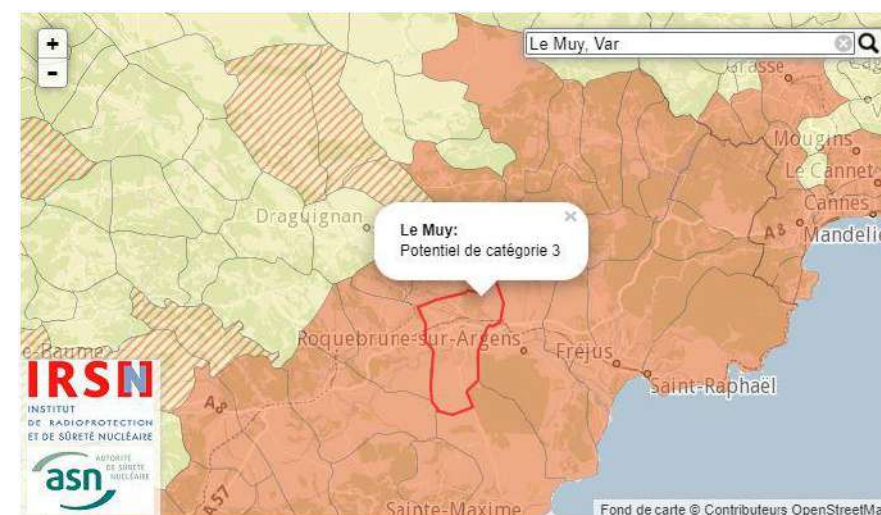 +
-
Le Muy, Var
Grasse
Mougins
Le Cannet
Cannes
A8
Mandelie
Draguignan
Le Muy:
Potentiel de catégorie 3
Roquebrune-sur-Argens
Fréjus
Saint-Raphaël
e-Baume
A8
A57
Sainte-Maxime
IRSN
INSTITUT
DE RADIOPROTECTION
ET DE SÛRETÉ NUCLÉAIRE
AUTORITÉ
DE SÛRETÉ
NUCLÉAIRE
asn
Fond de carte © Contributeurs OpenStreetMa